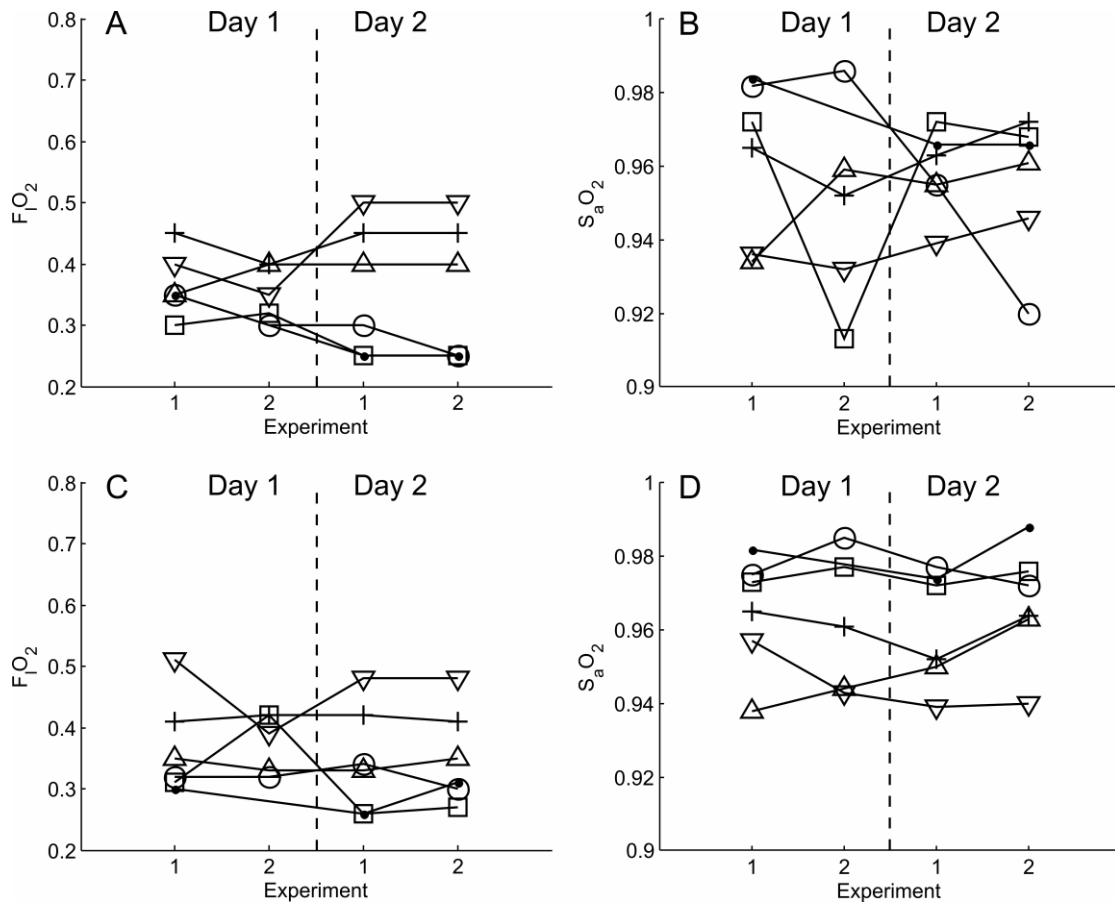 A Day 1 Day 2
0.8
0.7
0.6
0.5
0.4
0.3
0.2
FIO2
1 2 1 2
Experiment
B Day 1 Day 2
1
0.98
0.96
0.94
0.92
0.9
SaO2
1 2 1 2
Experiment
C Day 1 Day 2
0.8
0.7
0.6
0.5
0.4
0.3
0.2
FIO2
1 2 1 2
Experiment
D Day 1 Day 2
1
0.98
0.96
0.94
0.92
0.9
SaO2
1 2 1 2
Experiment